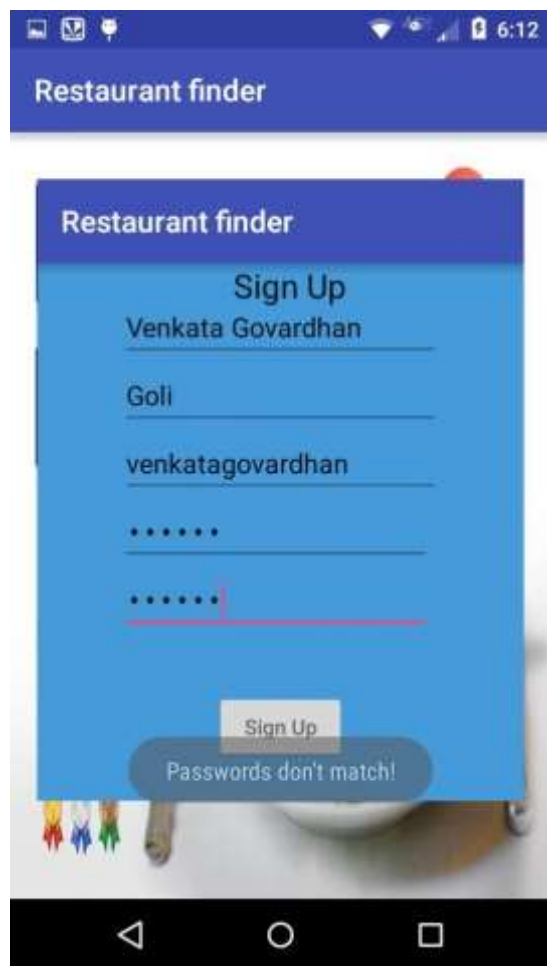 6:12
Restaurant finder
Restaurant finder
Sign Up
Venkata Govardhan
Goli
venkatagovardhan
••••••
••••••
Sign Up
Passwords don't match!